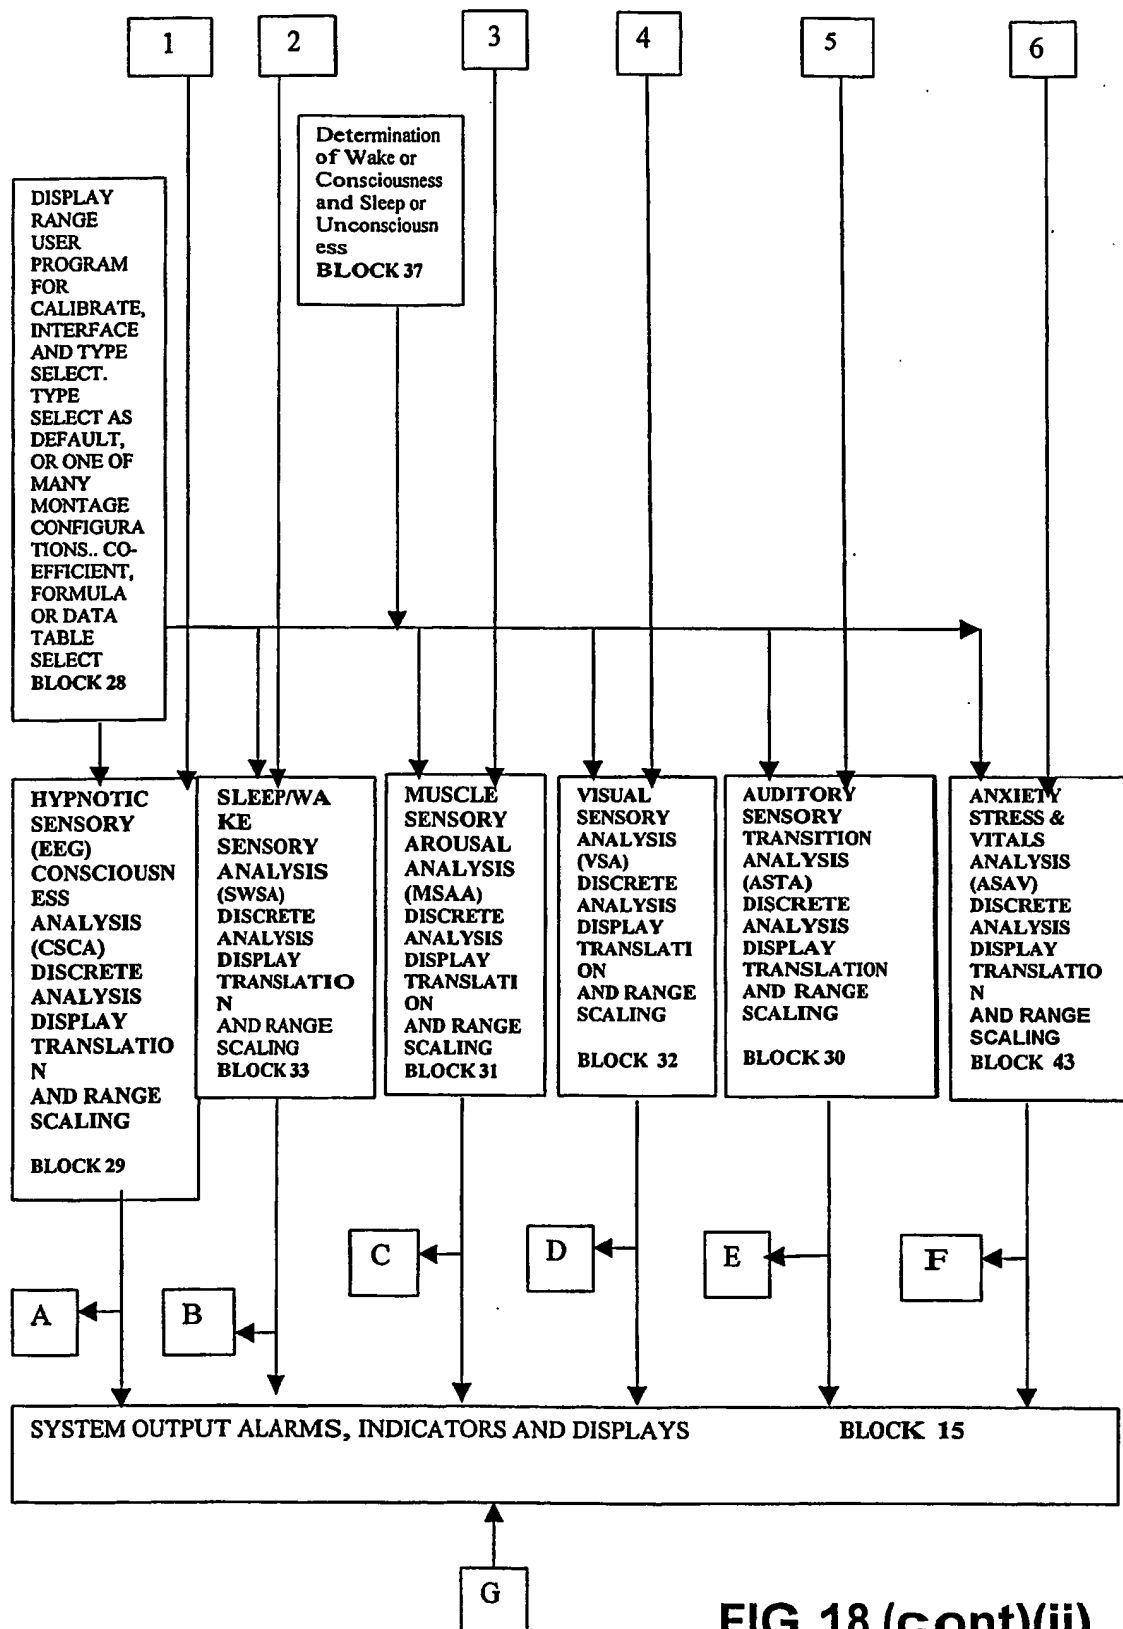 1
2
3
4
5
6
Determination
of Wake or
Consciousness
and Sleep or
Unconsciousn
ess
BLOCK 37
DISPLAY
RANGE
USER
PROGRAM
FOR
CALIBRATE,
INTERFACE
AND TYPE
SELECT.
TYPE
SELECT AS
DEFAULT,
OR ONE OF
MANY
MONTAGE
CONFIGURA
TIONS.. CO-
EFFICIENT,
FORMULA
OR DATA
TABLE
SELECT
BLOCK 28
HYPNOTIC
SENSORY
(EEG)
CONSCIOUSN
ESS
ANALYSIS
(CSCA)
DISCRETE
ANALYSIS
DISPLAY
TRANSLATIO
N
AND RANGE
SCALING
BLOCK 29
SLEEP/WA
KE
SENSORY
ANALYSIS
(SWSA)
DISCRETE
ANALYSIS
DISPLAY
TRANSLATIO
N
AND RANGE
SCALING
BLOCK 33
MUSCLE
SENSORY
AROUSAL
ANALYSIS
(MSAA)
DISCRETE
ANALYSIS
DISPLAY
TRANSLATI
ON
AND RANGE
SCALING
BLOCK 31
VISUAL
SENSORY
ANALYSIS
(VSA)
DISCRETE
ANALYSIS
DISPLAY
TRANSLATI
ON
AND RANGE
SCALING
BLOCK 32
AUDITORY
SENSORY
TRANSITION
ANALYSIS
(ASTA)
DISCRETE
ANALYSIS
DISPLAY
TRANSLATION
AND RANGE
SCALING
BLOCK 30
ANXIETY
STRESS &
VITALS
ANALYSIS
(ASAV)
DISCRETE
ANALYSIS
DISPLAY
TRANSLATIO
N
AND RANGE
SCALING
BLOCK 43
A
B
C
D
E
F
SYSTEM OUTPUT ALARMS, INDICATORS AND DISPLAYS BLOCK 15
G
FIG 18 (cont)(ii)